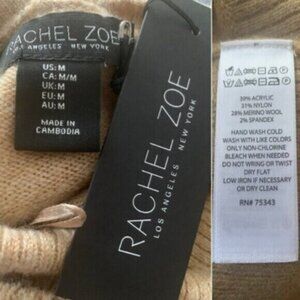 RACHEL ZOE
LOS ANGELES NEW YORK
US: M
CA: M/M
UK: M
EU: M
AU: M
MADE IN
CAMBODIA
RACHEL ZOE
LOS ANGELES NEW YORK
39% ACRYLIC
31% NYLON
28% MERINO WOOL
2% SPANDEX
HAND WASH COLD
WASH WITH LIKE COLORS
ONLY NON-CHLORINE
BLEACH WHEN NEEDED
DO NOT WRING OR TWIST
DRY FLAT
LOW IRON IF NECESSARY
OR DRY CLEAN
RN# 75343